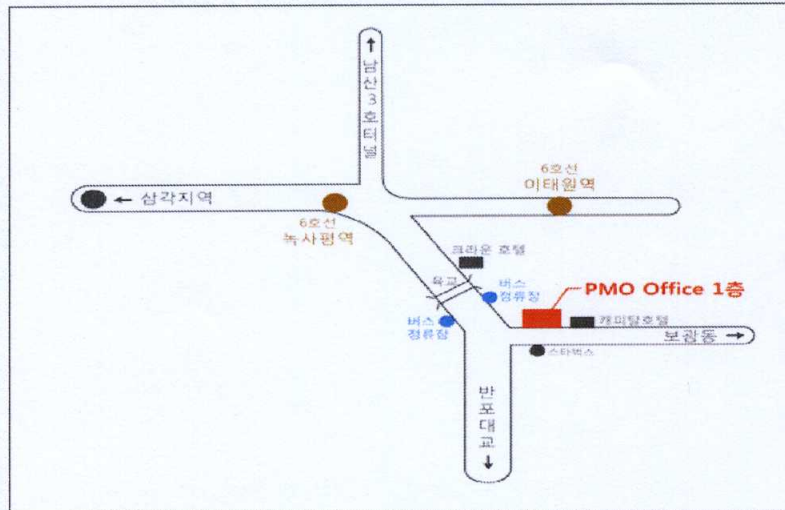 남산3호터널
6호선
이태원역
삼각지역
6호선
녹사평역
크라운 호텔
육교
버스
정류장
PMO Office 1층
버스
정류장
캐피탈호텔
보광동
스타벅스
반포대교